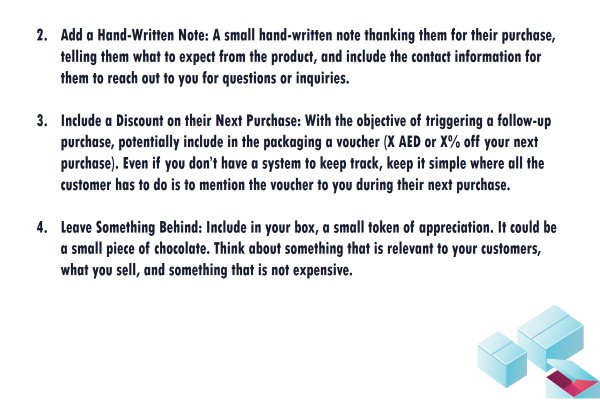 2. Add a Hand-Written Note: A small hand-written note thanking them for their purchase,
telling them what to expect from the product, and include the contact information for
them to reach out to you for questions or inquiries.
3. Include a Discount on their Next Purchase: With the objective of triggering a follow-up
purchase, potentially include in the packaging a voucher (X AED or X% off your next
purchase). Even if you don't have a system to keep track, keep it simple where all the
customer has to do is to mention the voucher to you during their next purchase.
4. Leave Something Behind: Include in your box, a small token of appreciation. It could be
a small piece of chocolate. Think about something that is relevant to your customers,
what you sell, and something that is not expensive.